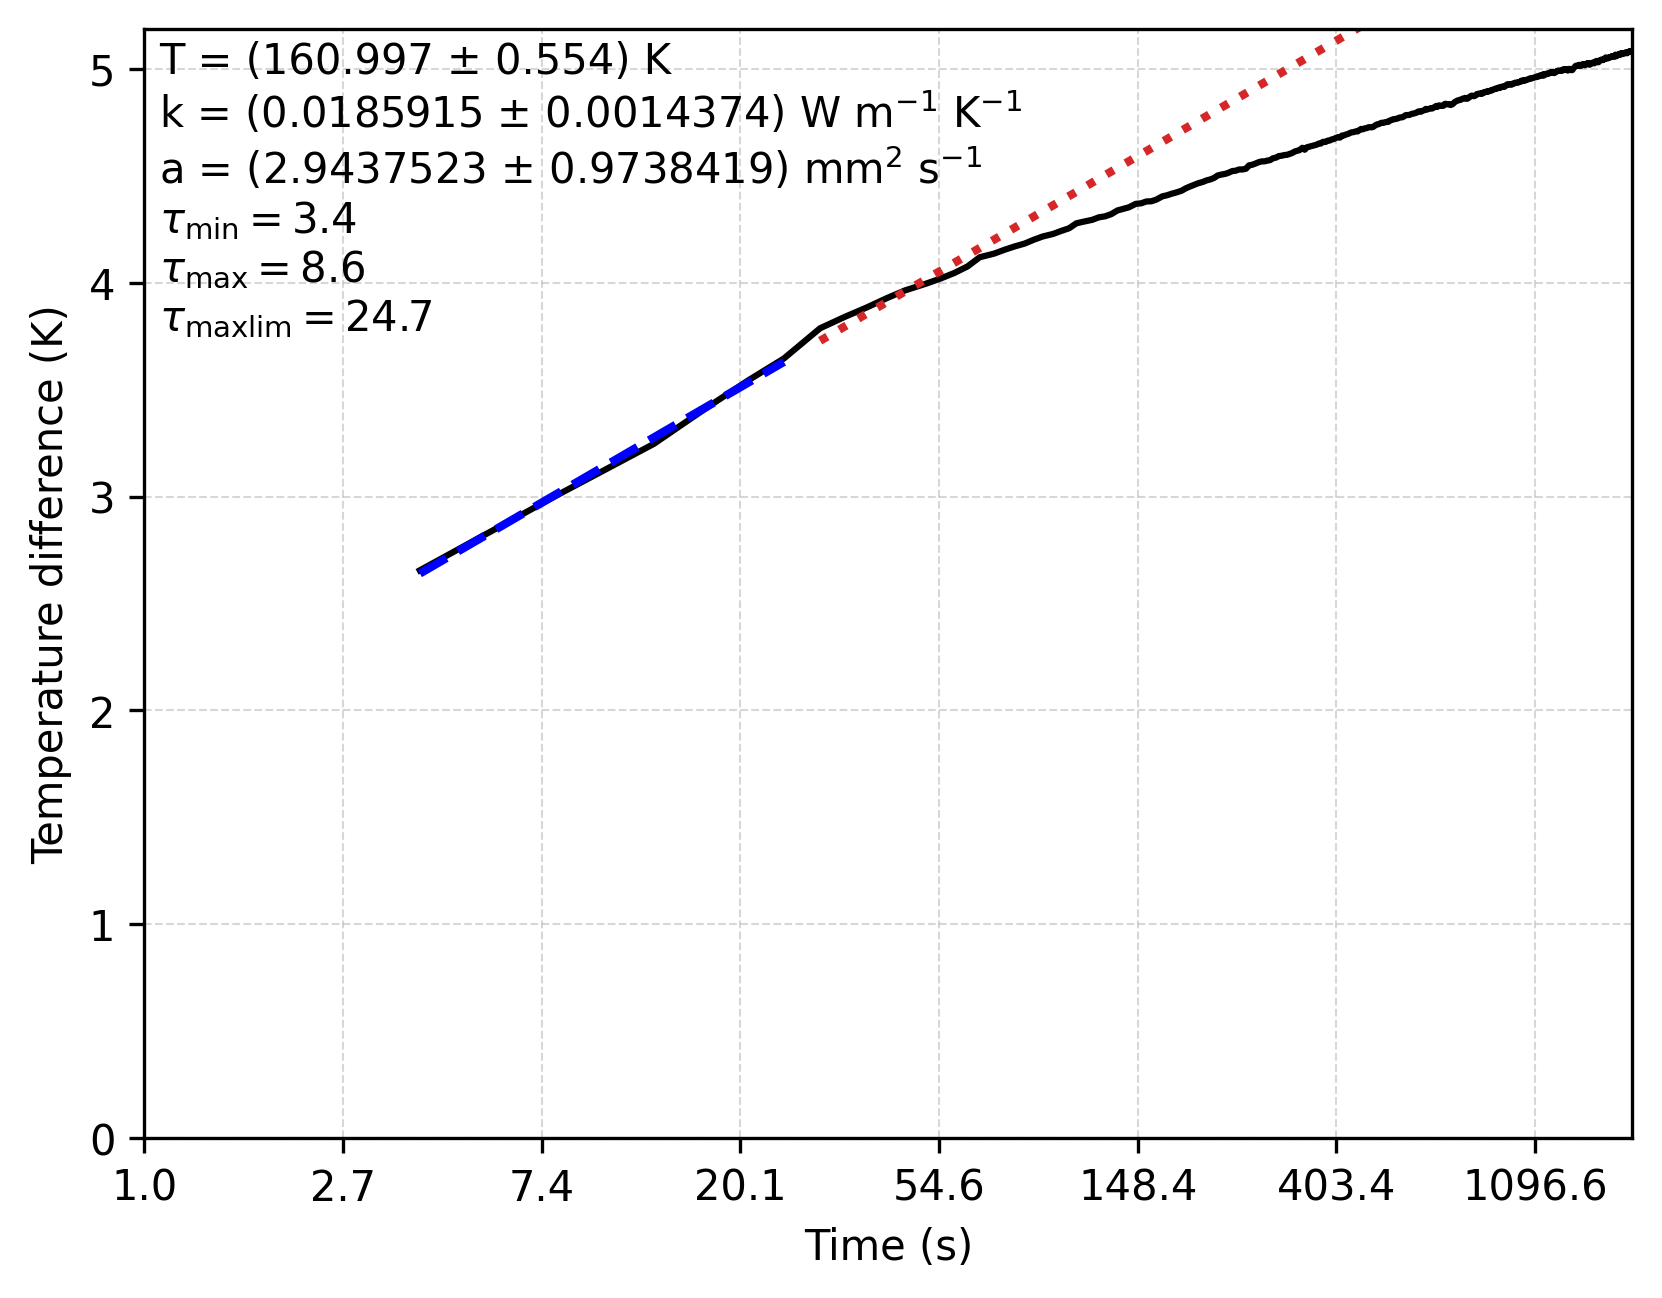 T = (160.997 ± 0.554) K
k = (0.0185915 ± 0.0014374) W m⁻¹ K⁻¹
a = (2.9437523 ± 0.9738419) mm² s⁻¹
τmin = 3.4
τmax = 8.6
τmaxlim = 24.7
Temperature difference (K)
5
4
3
2
1
0
1.0 2.7 7.4 20.1 54.6 148.4 403.4 1096.6
Time (s)